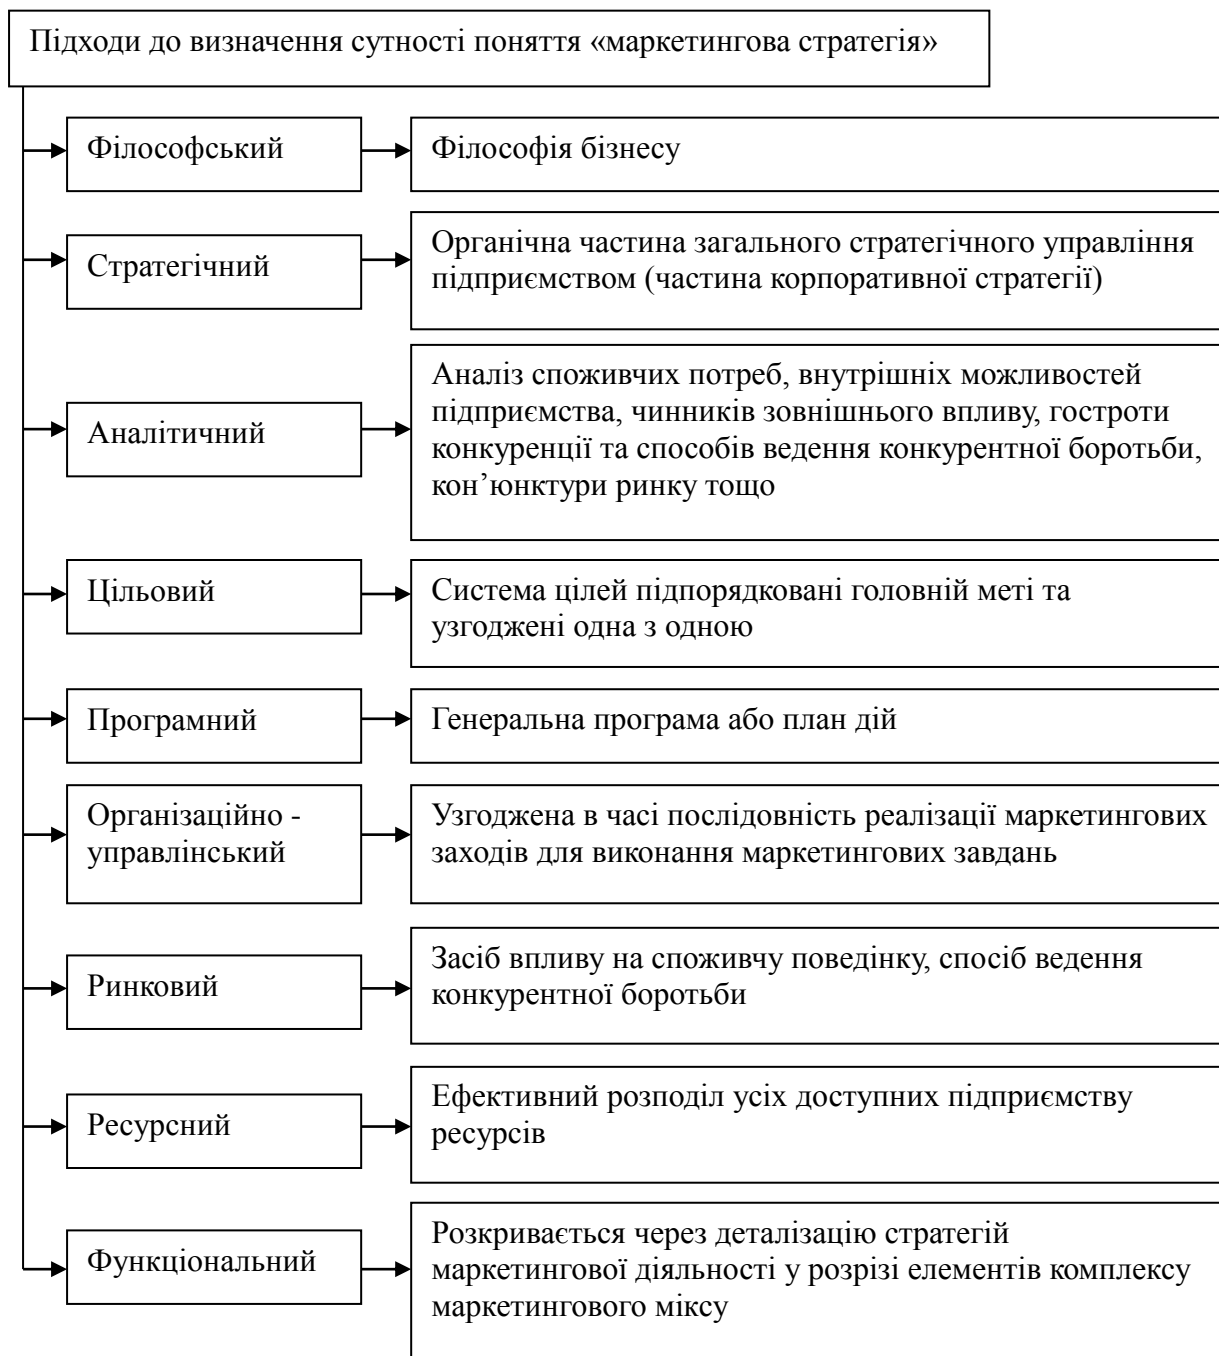 Підходи до визначення сутності поняття «маркетингова стратегія»
Філософський
Філософія бізнесу
Стратегічний
Органічна частина загального стратегічного управління
підприємством (частина корпоративної стратегії)
Аналітичний
Аналіз споживчих потреб, внутрішніх можливостей
підприємства, чинників зовнішнього впливу, гостроти
конкуренції та способів ведення конкурентної боротьби,
кон’юнктури ринку тощо
Цільовий
Система цілей підпорядковані головній меті та
узгоджені одна з одною
Програмний
Генеральна програма або план дій
Організаційно -
управлінський
Узгоджена в часі послідовність реалізації маркетингових
заходів для виконання маркетингових завдань
Ринковий
Засіб впливу на споживчу поведінку, спосіб ведення
конкурентної боротьби
Ресурсний
Ефективний розподіл усіх доступних підприємству
ресурсів
Функціональний
Розкривається через деталізацію стратегій
маркетингової діяльності у розрізі елементів комплексу
маркетингового міксу